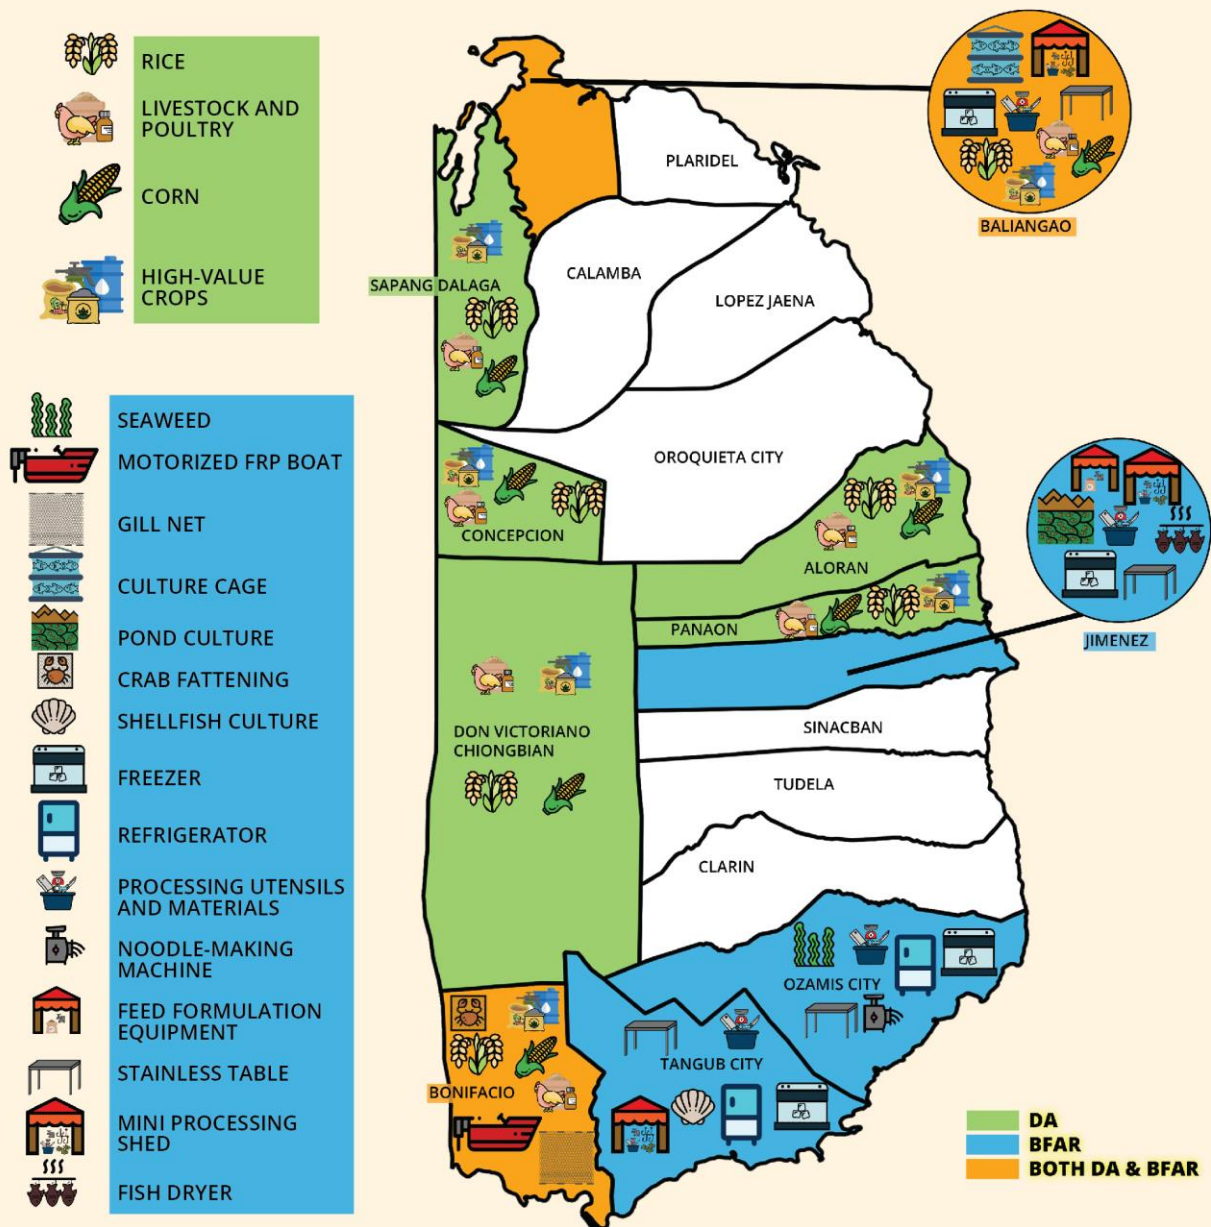 RICE
LIVESTOCK AND
POULTRY
CORN
HIGH-VALUE
CROPS
SEAWEED
MOTORIZED FRP BOAT
GILL NET
CULTURE CAGE
POND CULTURE
CRAB FATTENING
SHELLFISH CULTURE
FREEZER
REFRIGERATOR
PROCESSING UTENSILS
AND MATERIALS
NOODLE-MAKING
MACHINE
FEED FORMULATION
EQUIPMENT
STAINLESS TABLE
MINI PROCESSING
SHED
FISH DRYER
BALIANGAO
PLARIDEL
SAPANG DALAGA
CALAMBA
LOPEZ JAENA
OROQUIETA CITY
CONCEPCION
ALORAN
PANAON
JIMENEZ
DON VICTORIANO
CHIONGBIAN
SINACBAN
TUDELA
CLARIN
OZAMIS CITY
TANGUB CITY
BONIFACIO
DA
BFAR
BOTH DA & BFAR